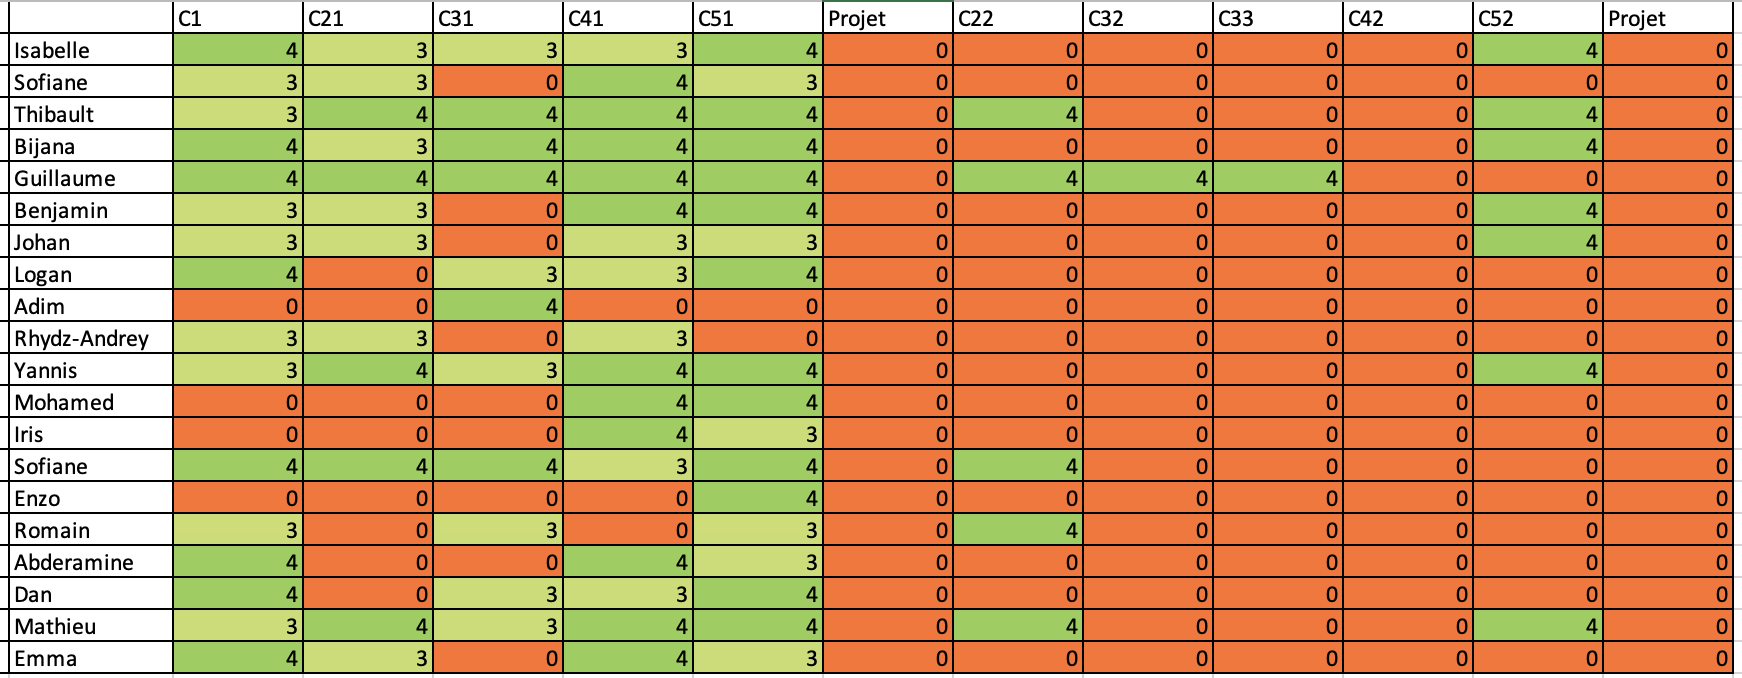 C1 C21 C31 C41 C51 Projet C22 C32 C33 C42 C52 Projet
Isabelle 4 3 3 3 4 0 0 0 0 0 4 0
Sofiane 3 3 0 4 3 0 0 0 0 0 0 0
Thibault 3 4 4 4 4 0 4 0 0 0 4 0
Bijana 4 3 4 4 4 0 0 0 0 0 4 0
Guillaume 4 4 4 4 4 0 4 4 4 0 0 0
Benjamin 3 3 0 4 4 0 0 0 0 0 4 0
Johan 3 3 0 3 3 0 0 0 0 0 4 0
Logan 4 0 3 3 4 0 0 0 0 0 0 0
Adim 0 0 4 0 0 0 0 0 0 0 0 0
Rhydz-Andrey 3 3 0 3 0 0 0 0 0 0 0 0
Yannis 3 4 3 4 4 0 0 0 0 0 4 0
Mohamed 0 0 0 4 4 0 0 0 0 0 0 0
Iris 0 0 0 4 3 0 0 0 0 0 0 0
Sofiane 4 4 4 3 4 0 4 0 0 0 0 0
Enzo 0 0 0 0 4 0 0 0 0 0 0 0
Romain 3 0 3 0 3 0 4 0 0 0 0 0
Abderamine 4 0 0 4 3 0 0 0 0 0 0 0
Dan 4 0 3 3 4 0 0 0 0 0 0 0
Mathieu 3 4 3 4 4 0 4 0 0 0 4 0
Emma 4 3 0 4 3 0 0 0 0 0 0 0